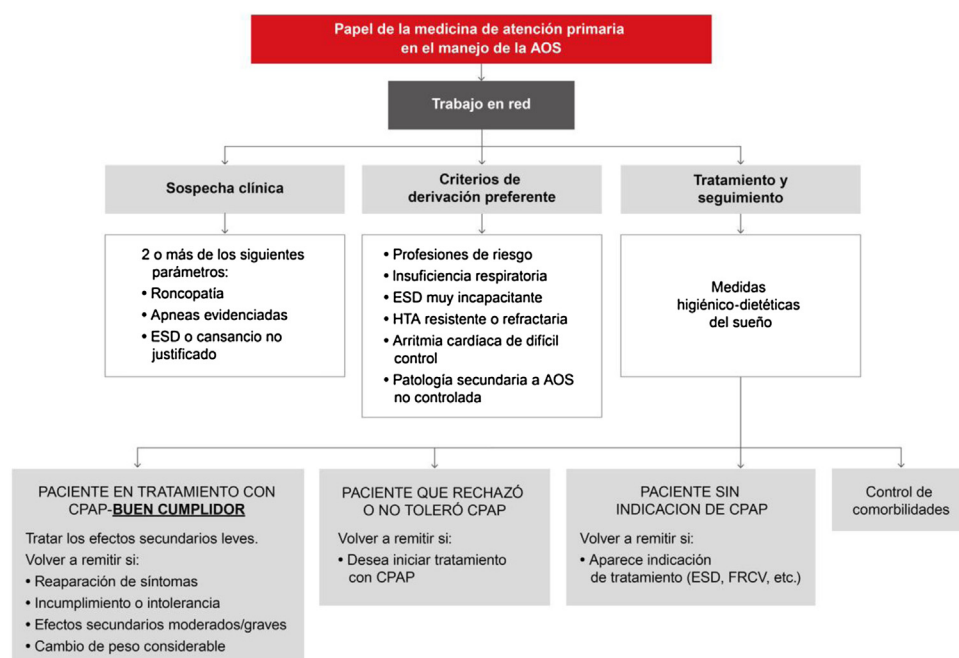 Papel de la medicina de atención primaria
en el manejo de la AOS
Trabajo en red
Sospecha clínica
2 o más de los siguientes
parámetros:
• Roncopatía
• Apneas evidenciadas
• ESD o cansancio no
justificado
Criterios de
derivación preferente
• Profesiones de riesgo
• Insuficiencia respiratoria
• ESD muy incapacitante
• HTA resistente o refractaria
• Arritmia cardíaca de difícil
control
• Patología secundaria a AOS
no controlada
Tratamiento y
seguimiento
Medidas
higiénico-dietéticas
del sueño
PACIENTE EN TRATAMIENTO CON
CPAP-BUEN CUMPLIDOR
Tratar los efectos secundarios leves.
Volver a remitir si:
• Reaparación de síntomas
• Incumplimiento o intolerancia
• Efectos secundarios moderados/graves
• Cambio de peso considerable
PACIENTE QUE RECHAZÓ
O NO TOLERÓ CPAP
Volver a remitir si:
• Desea iniciar tratamiento
con CPAP
PACIENTE SIN
INDICACION DE CPAP
Volver a remitir si:
• Aparece indicación
de tratamiento (ESD, FRCV, etc.)
Control de
comorbilidades